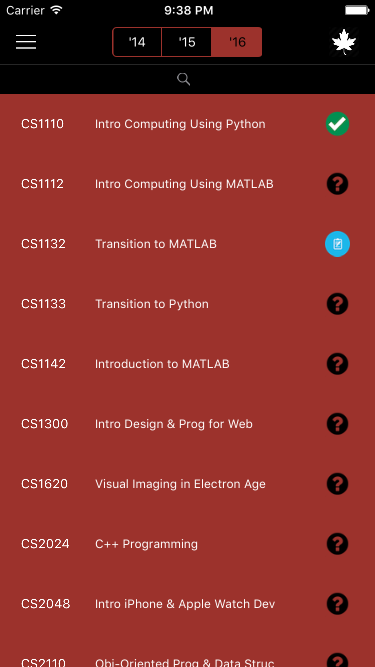 Carrier 9:38 PM
'14 '15 '16
CS1110 Intro Computing Using Python
CS1112 Intro Computing Using MATLAB
CS1132 Transition to MATLAB
CS1133 Transition to Python
CS1142 Introduction to MATLAB
CS1300 Intro Design & Prog for Web
CS1620 Visual Imaging in Electron Age
CS2024 C++ Programming
CS2048 Intro iPhone & Apple Watch Dev
CS2110 Obj-Oriented Prog & Data Struc